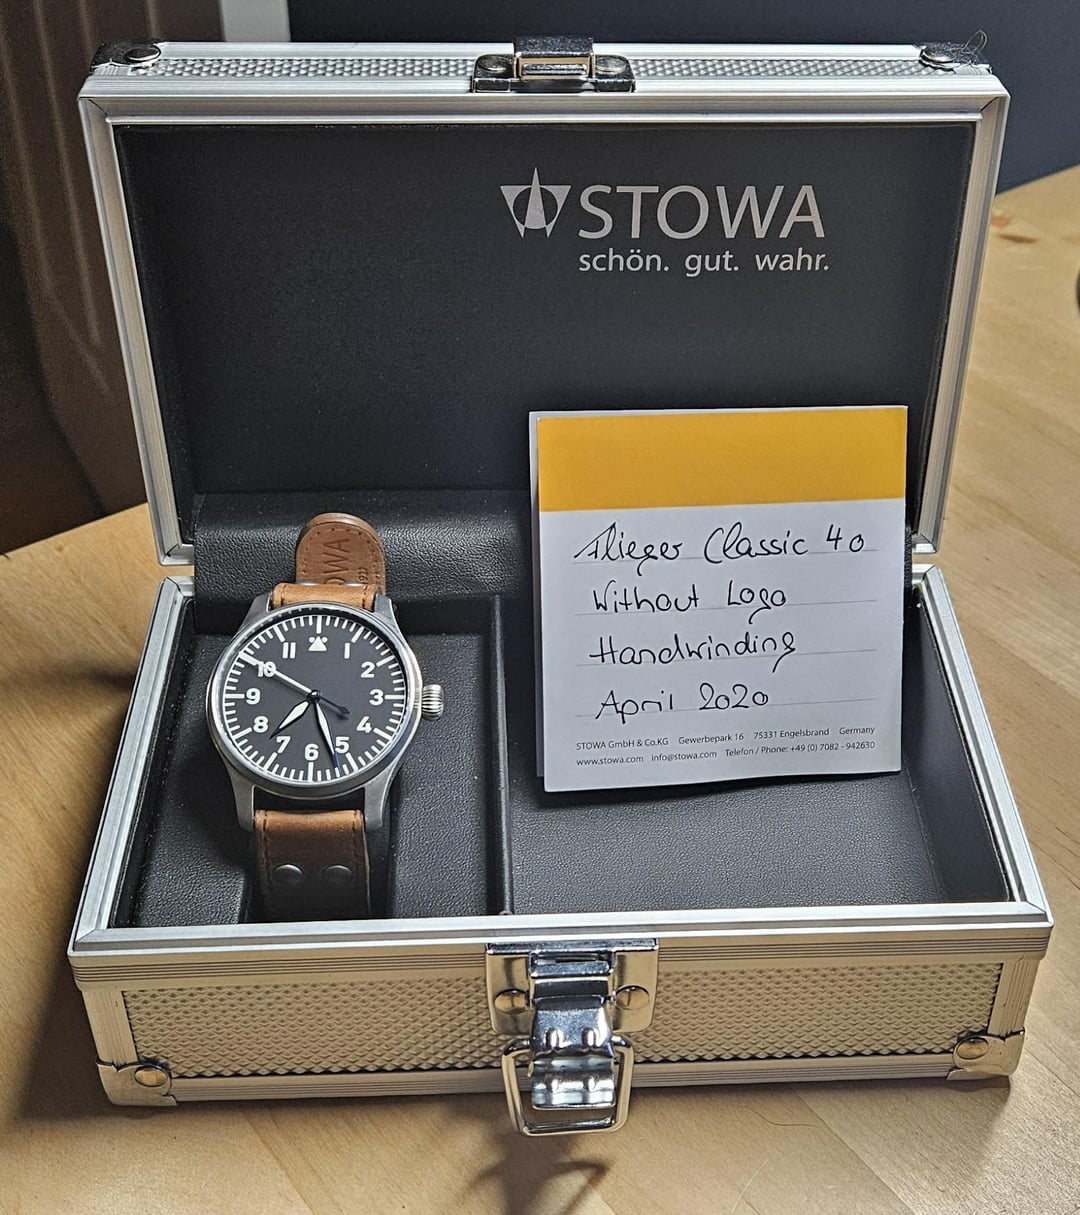 STOWA
schön. gut. wahr.
Flieger Classic 40
Without Logo
Handwinding
April 2020
STOWA GmbH & Co.KG Gewerbepark 16 75331 Engelsbrand Germany
www.stowa.com info@stowa.com Telefon / Phone: +49 (0) 7082 - 942630
OWA
11 1
10 2
9 3
8 4
7 6 5